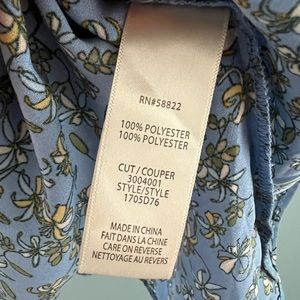 RN#58822
100% POLYESTER
100% POLYESTER
CUT / COUPER
3004001
STYLE/STYLE
1705D76
MADE IN CHINA
FAIT DANS LA CHINE
CARE ON REVERSE
NETTOYAGE AU REVERS